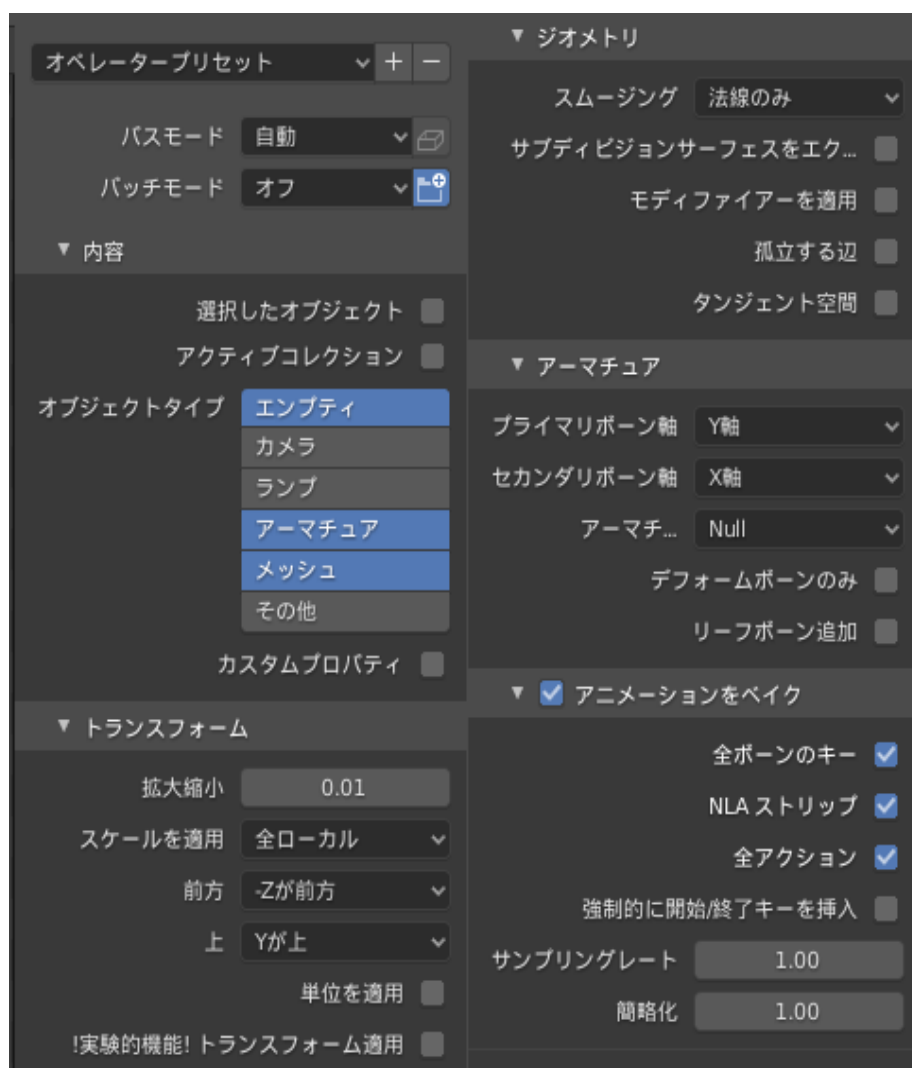 オペレータープリセット
パスモード 自動
バッチモード オフ
内容
選択したオブジェクト
アクティブコレクション
オブジェクトタイプ エンプティ
カメラ
ランプ
アーマチュア
メッシュ
その他
カスタムプロパティ
トランスフォーム
拡大縮小 0.01
スケールを適用 全ローカル
前方 -Zが前方
上 Yが上
単位を適用
!実験的機能! トランスフォーム適用
ジオメトリ
スムージング 法線のみ
サブディビジョンサーフェスをエク...
モディファイアーを適用
孤立する辺
タンジェント空間
アーマチュア
プライマリボーン軸 Y軸
セカンダリボーン軸 X軸
アーマチ... Null
デフォームボーンのみ
リーフボーン追加
アニメーションをベイク
全ボーンのキー
NLA ストリップ
全アクション
強制的に開始/終了キーを挿入
サンプリングレート 1.00
簡略化 1.00